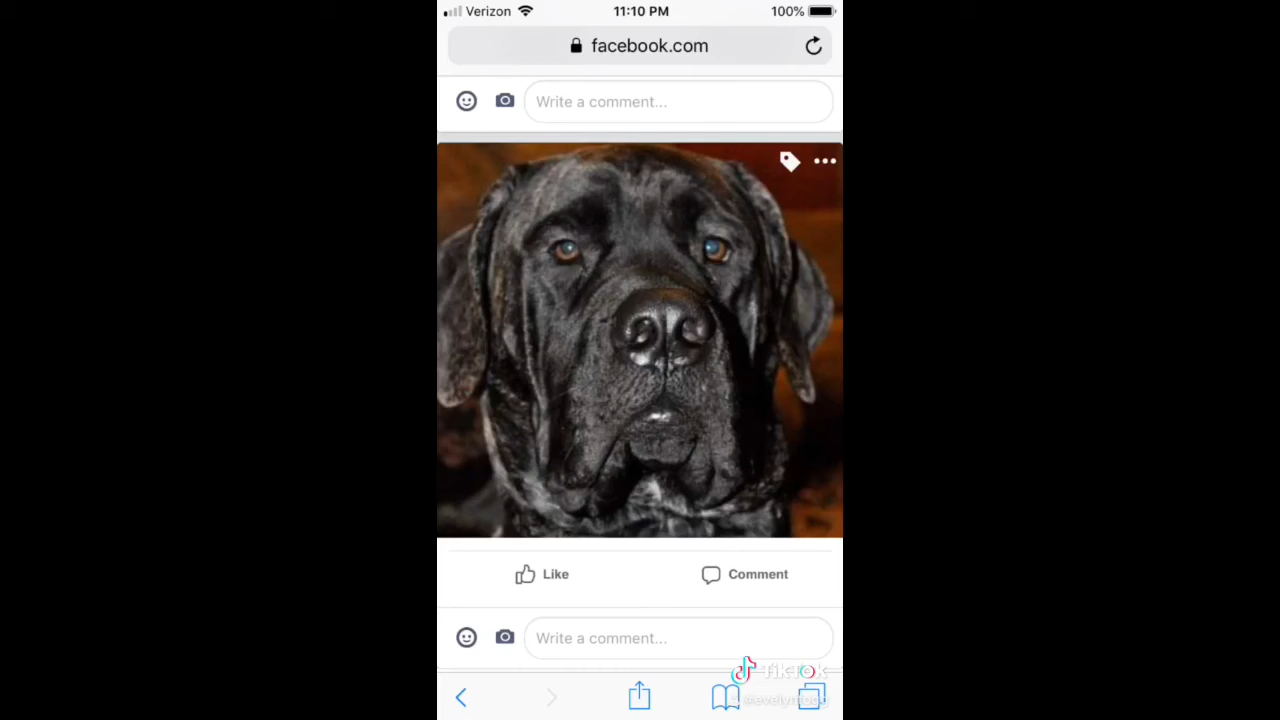 Verizon 11:10 PM 100%
facebook.com
Write a comment...
Like Comment
Write a comment...
TikTok